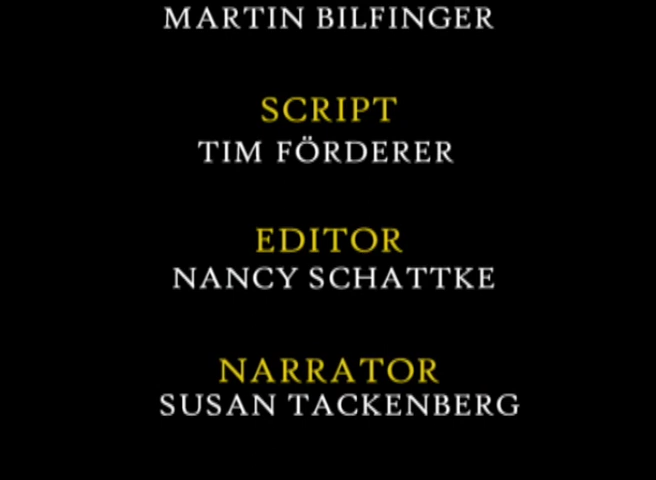 MARTIN BILFINGER
SCRIPT
TIM FÖRDERER
EDITOR
NANCY SCHATTKE
NARRATOR
SUSAN TACKENBERG